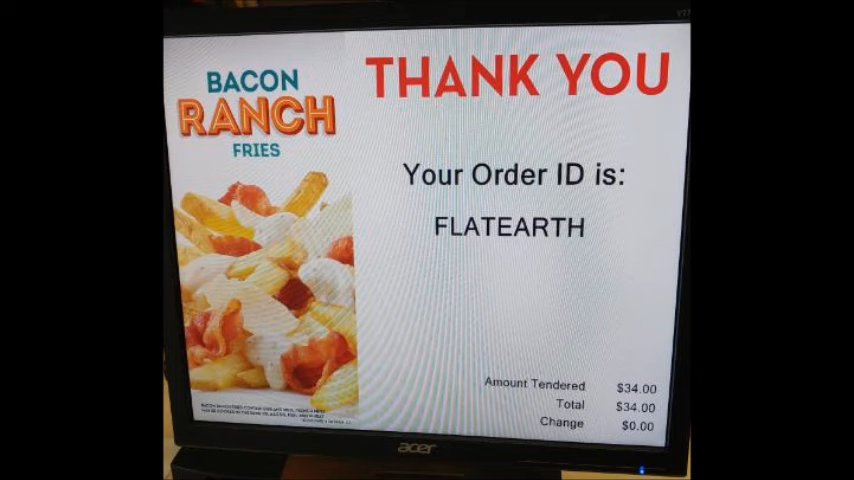 BACON
RANCH
FRIES
THANK YOU
Your Order ID is:
FLATEARTH
Amount Tendered $34.00
Total $34.00
Change $0.00
acer